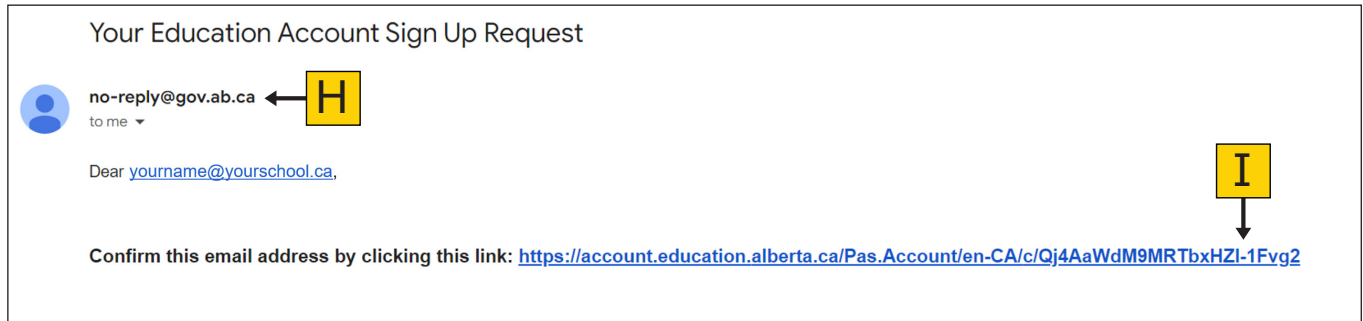 Your Education Account Sign Up Request
no-reply@gov.ab.ca
H
to me
Dear yourname@yourschool.ca,
I
Confirm this email address by clicking this link: https://account.education.alberta.ca/Pas.Account/en-CA/c/Qj4AaWdM9MRTbxHZI-1Fvg2